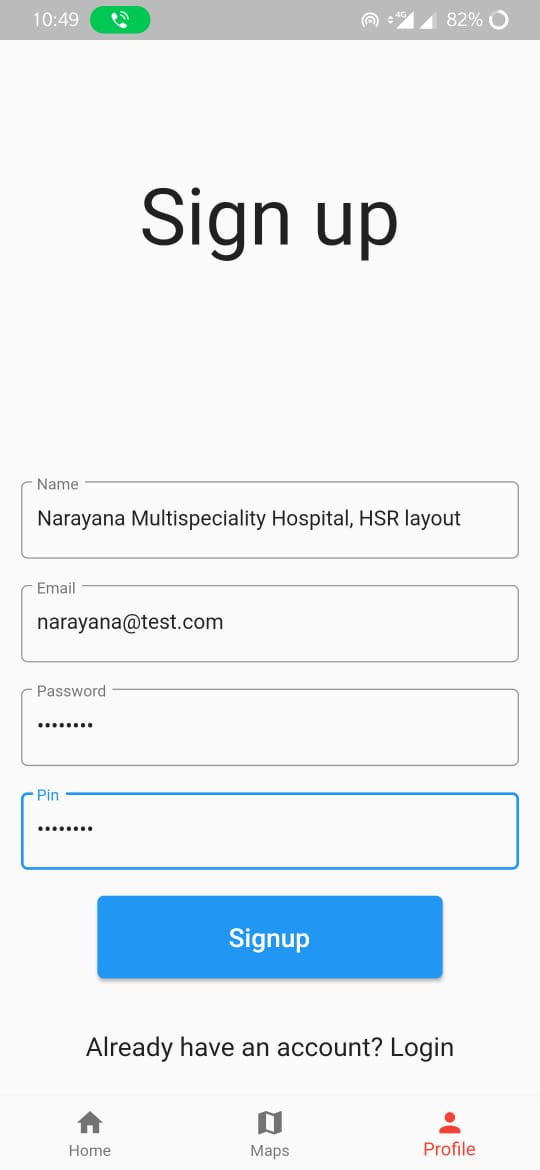 10:49
4G
82%
Sign up
Name
Narayana Multispeciality Hospital, HSR layout
Email
narayana@test.com
Password
••••••••
Pin
••••••••
Signup
Already have an account? Login
Home
Maps
Profile